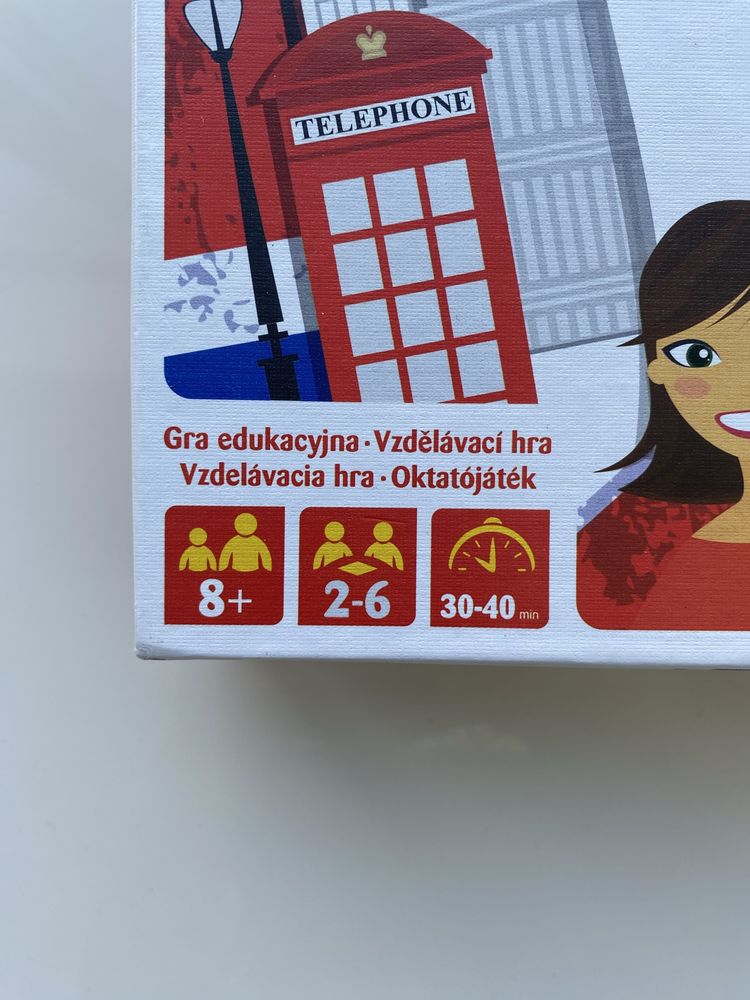 TELEPHONE
Gra edukacyjna · Vzdělávací hra
Vzdelávacia hra · Oktatójáték
8+
2-6
30-40 min